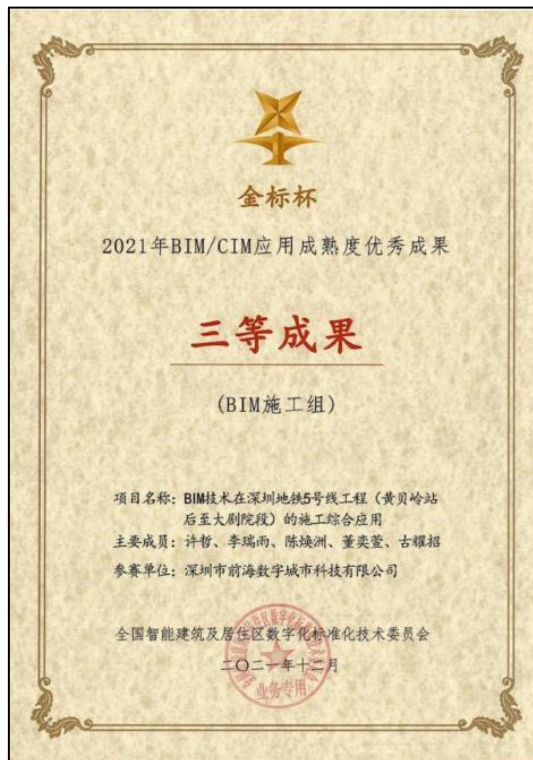 金标杯
2021年BIM/CIM应用成熟度优秀成果
三等成果
(BIM施工组)
项目名称：BIM技术在深圳地铁5号线工程（黄贝岭站
后至大剧院段）的施工综合应用
主要成员：许哲、李瑞雨、陈焕洲、董奕萱、古耀招
参赛单位：深圳市前海数字城市科技有限公司
全国智能建筑及居住区数字化标准化技术委员会
二〇二一年十二月
业务专用